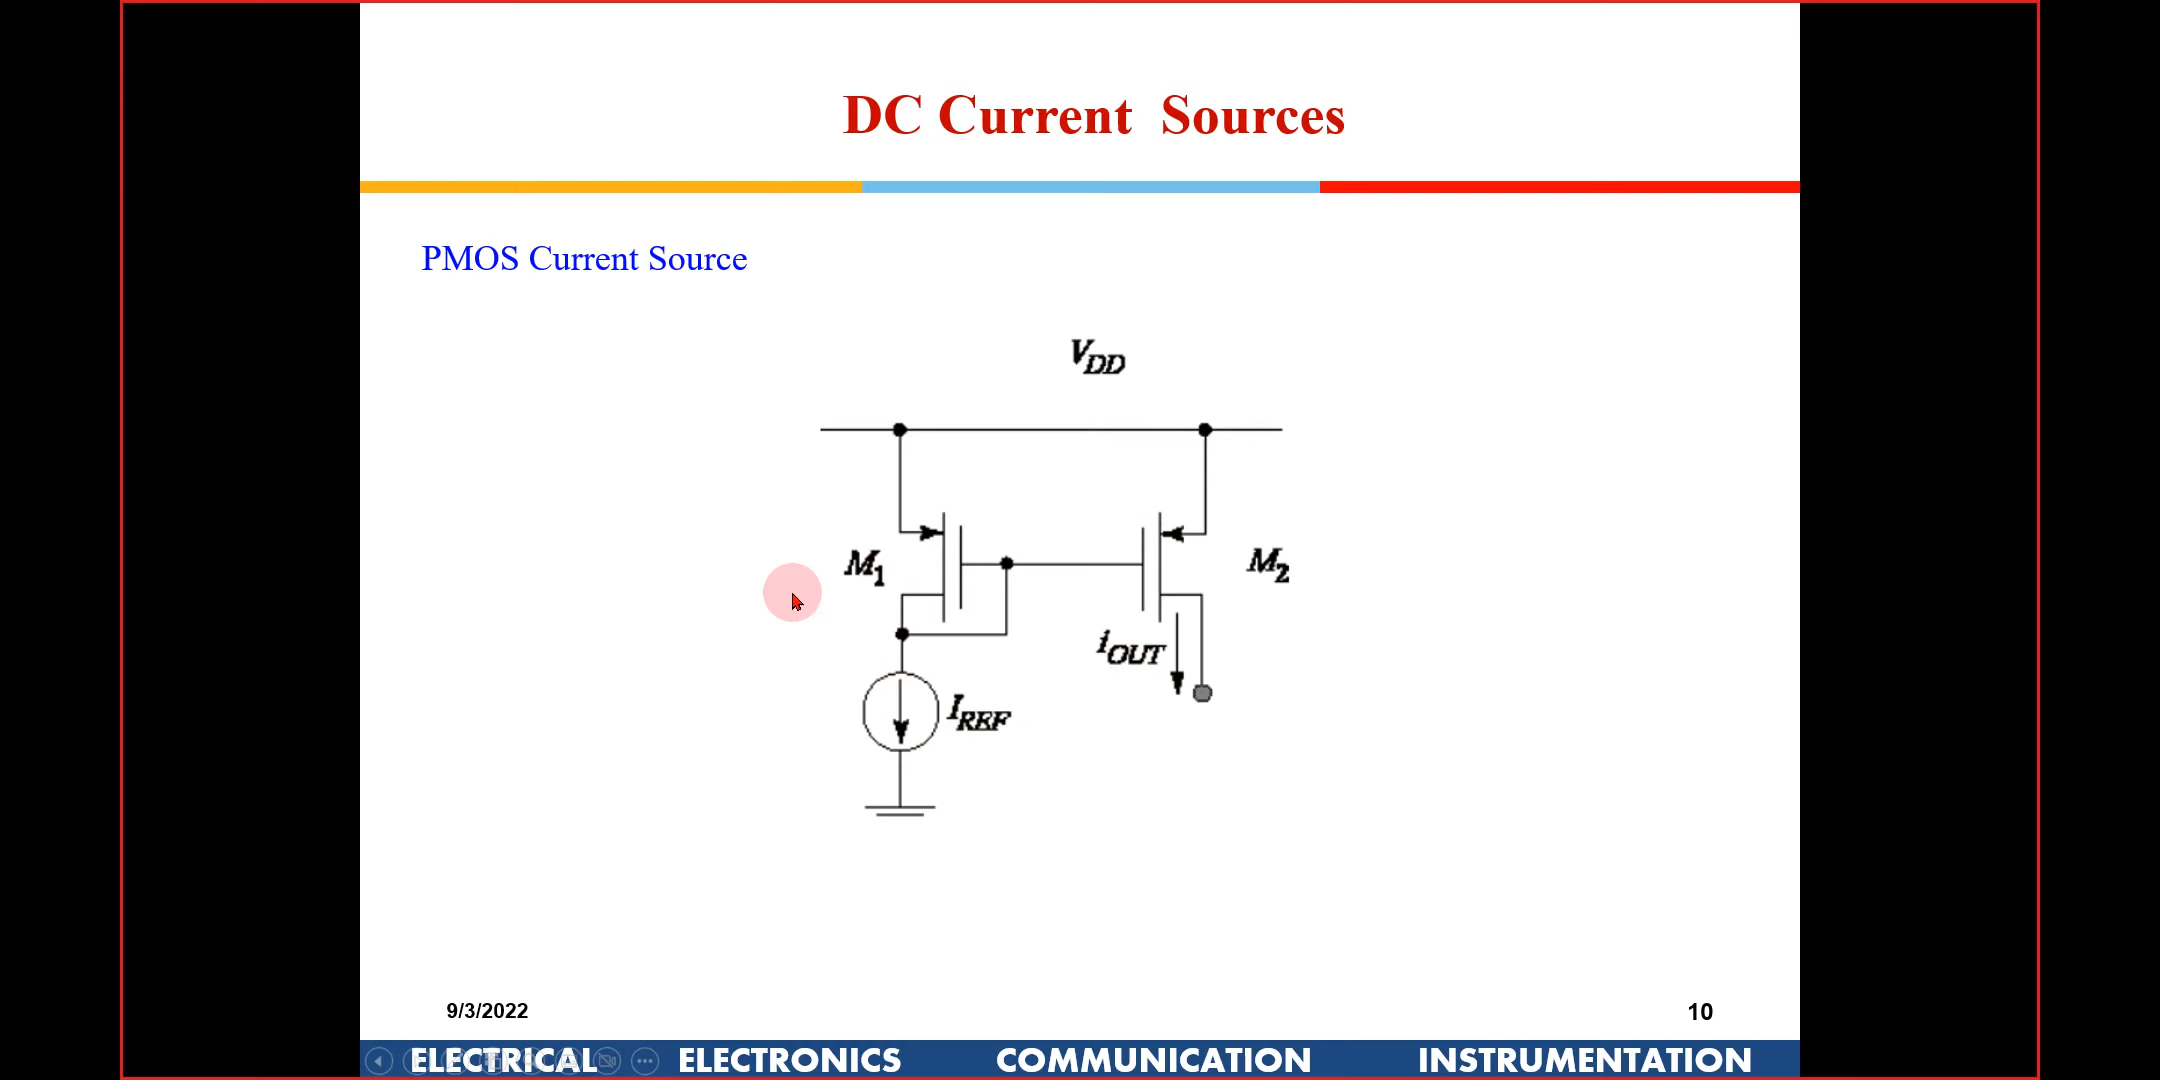 DC Current Sources
PMOS Current Source
VDD
M1
M2
iOUT
IREF
9/3/2022
10
ELECTRICAL ELECTRONICS COMMUNICATION INSTRUMENTATION